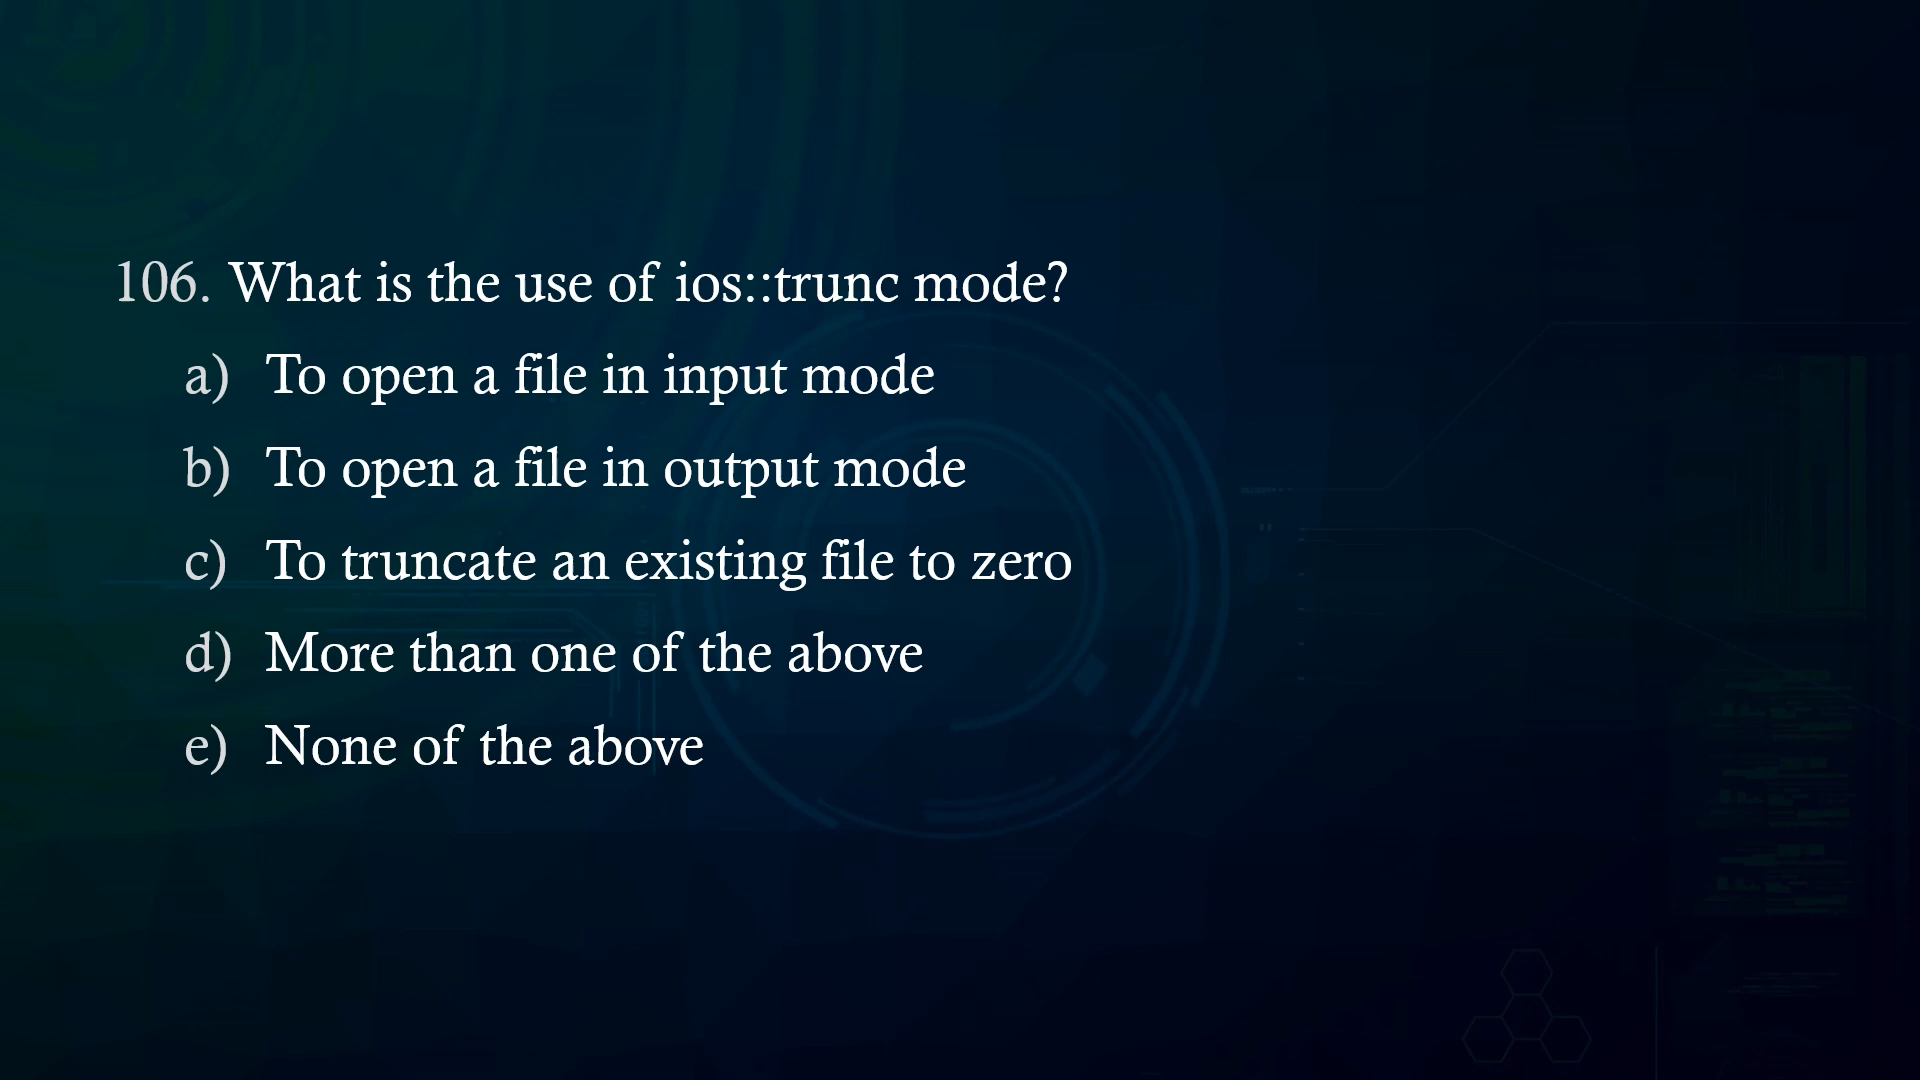 106. What is the use of ios::trunc mode?
a) To open a file in input mode
b) To open a file in output mode
c) To truncate an existing file to zero
d) More than one of the above
e) None of the above